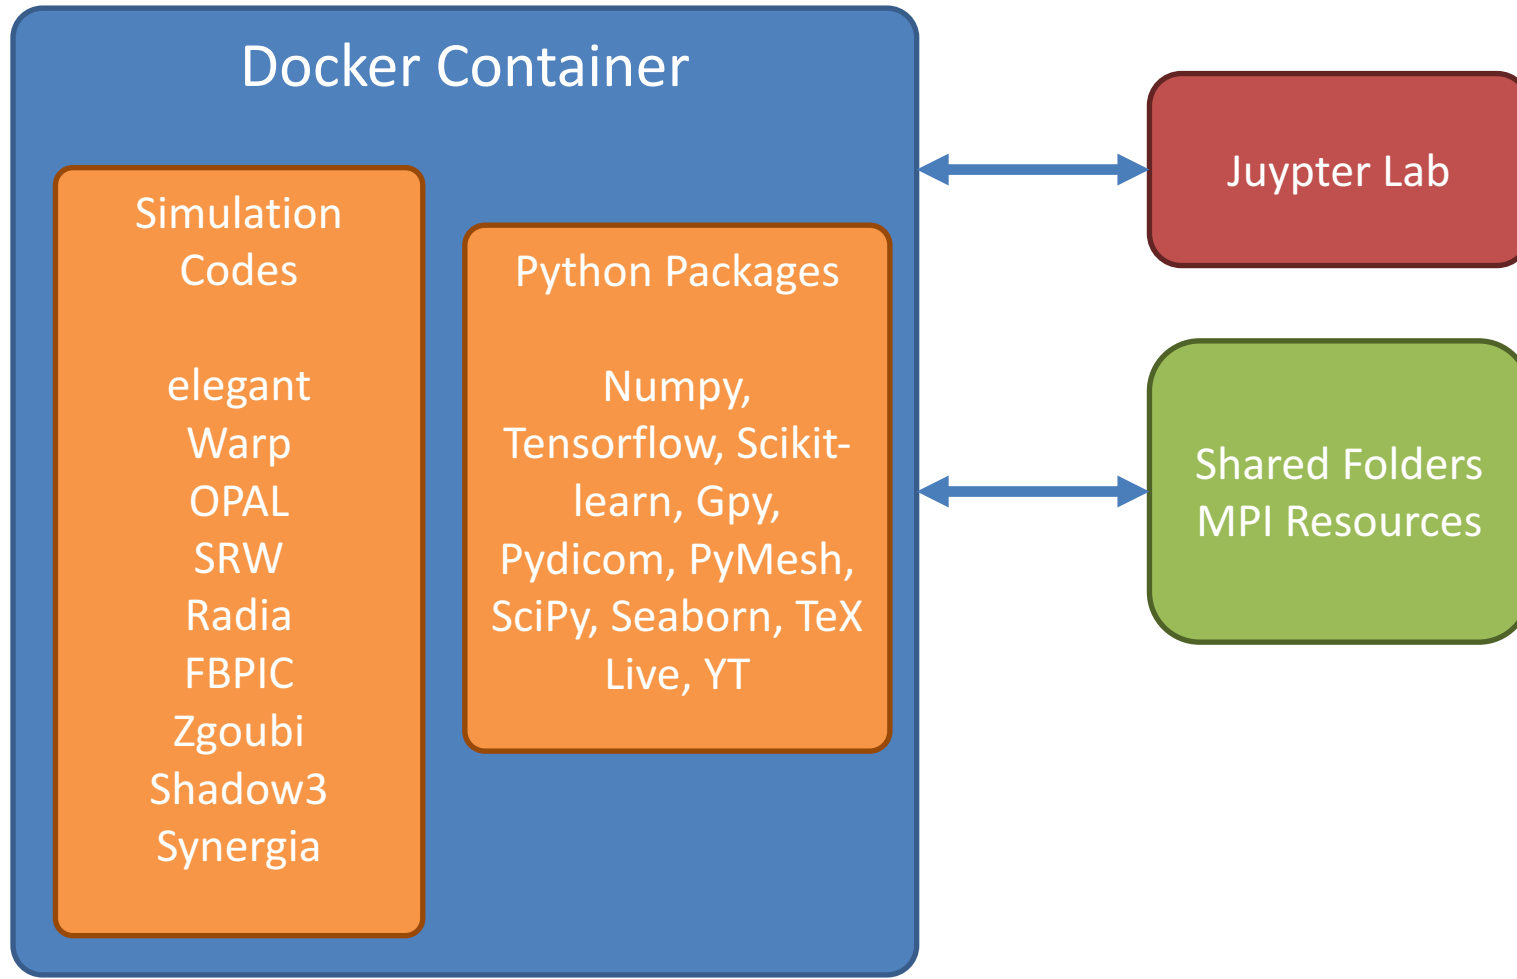 Docker Container
Simulation
Codes
elegant
Warp
OPAL
SRW
Radia
FBPIC
Zgoubi
Shadow3
Synergia
Python Packages
Numpy,
Tensorflow, Scikit-
learn, Gpy,
Pydicom, PyMesh,
SciPy, Seaborn, TeX
Live, YT
Juypter Lab
Shared Folders
MPI Resources